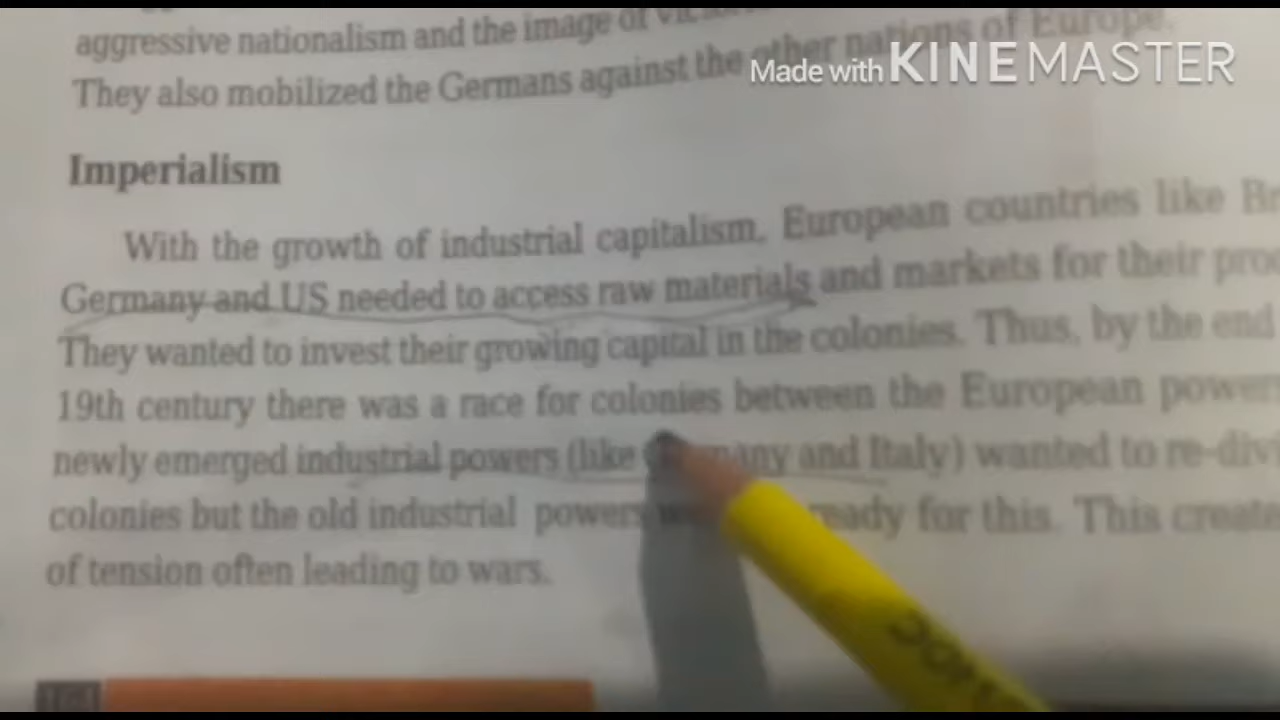 aggressive nationalism and the image of
They also mobilized the Germans against the other nations of Europe.
Made with KINEMASTER
Imperialism
With the growth of industrial capitalism, European countries like
Germany and US needed to access raw materials and markets for their
They wanted to invest their growing capital in the colonies. Thus, by the end
19th century there was a race for colonies between the European
newly emerged industrial powers (like and Italy) wanted to
colonies but the old industrial for this. This
of tension often leading to wars.